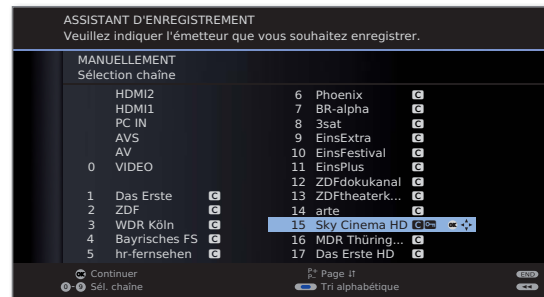 ASSISTANT D'ENREGISTREMENT
Veuillez indiquer l'émetteur que vous souhaitez enregistrer.
MANUELLEMENT
Sélection chaîne
HDMI2
HDMI1
PC IN
AVS
AV
0 VIDEO
1 Das Erste C
2 ZDF C
3 WDR Köln C
4 Bayrisches FS C
5 hr-fernsehen C
6 Phoenix C
7 BR-alpha C
8 3sat C
9 EinsExtra C
10 EinsFestival C
11 EinsPlus C
12 ZDFdokukanal C
13 ZDFtheaterk... C
14 arte C
15 Sky Cinema HD C OK
16 MDR Thüring... C
17 Das Erste HD C
OK Continuer
0-9 Sél. chaîne
P+ P- Page
Tri alphabétique
END